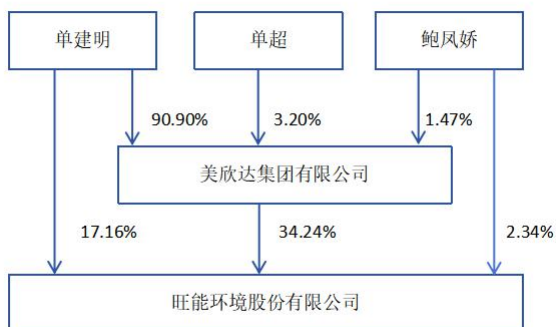 单建明
单超
鲍凤娇
90.90%
3.20%
1.47%
美欣达集团有限公司
17.16%
34.24%
2.34%
旺能环境股份有限公司